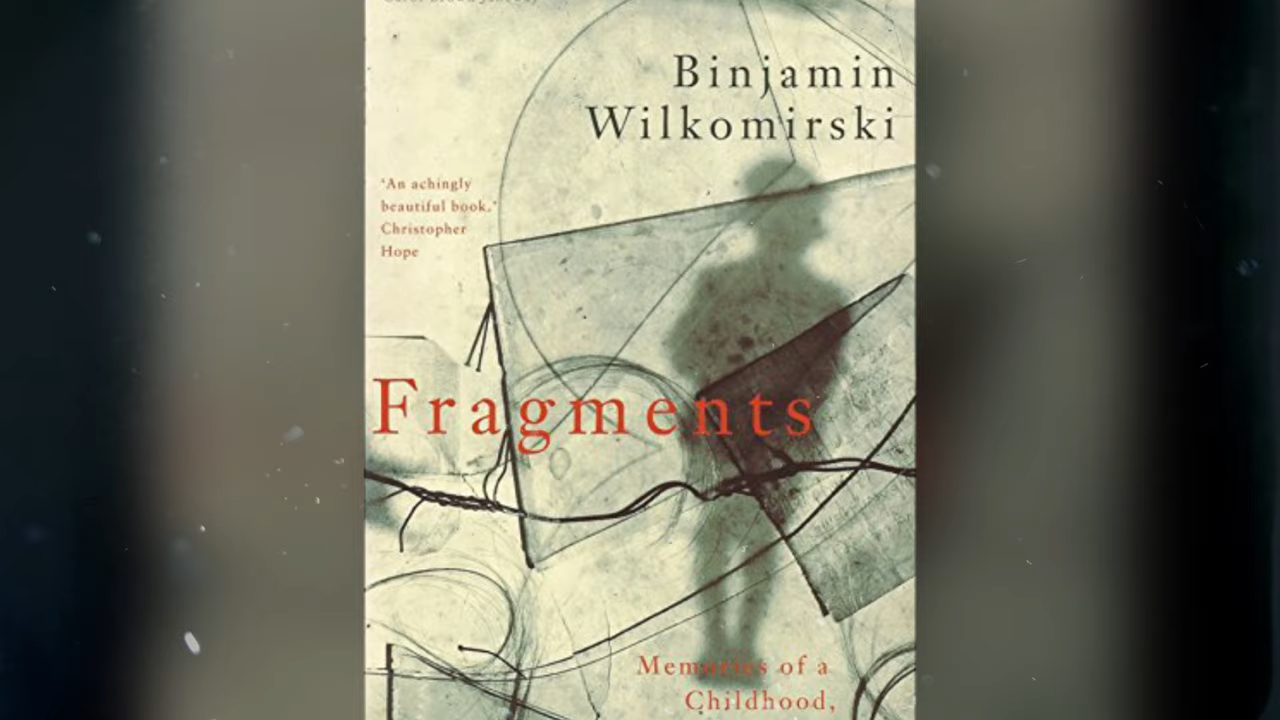 Binjamin
Wilkomirski
‘An achingly
beautiful book.’
Christopher
Hope
Fragments
Memories of a
Childhood,